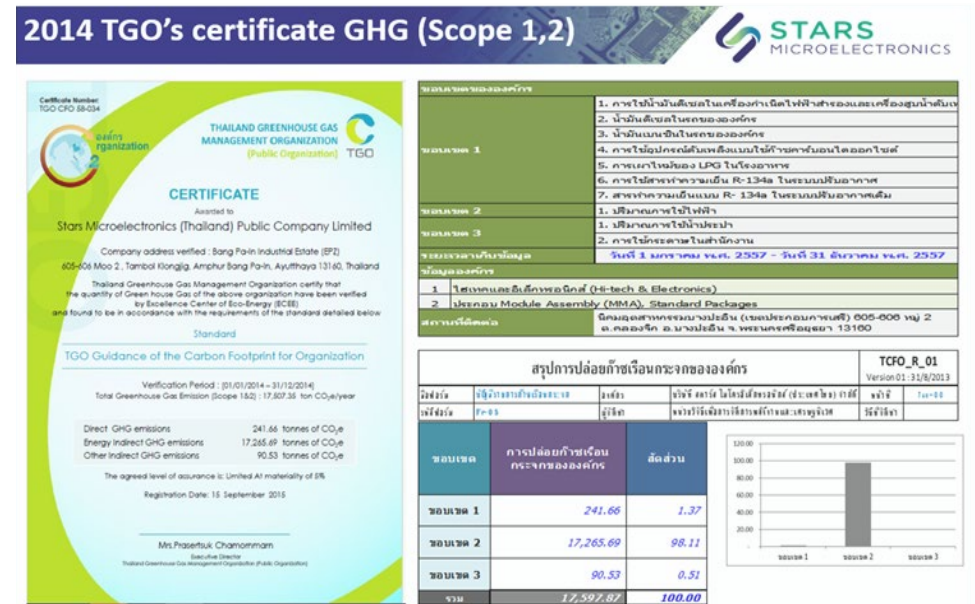 2014 TGO's certificate GHG (Scope 1,2)
STARS
MICROELECTRONICS
Certificate Number:
TGO CFO 58-034
THAILAND GREENHOUSE GAS
MANAGEMENT ORGANIZATION
(Public Organization)
TGO
องค์กร
rganization
CERTIFICATE
Awarded to
Stars Microelectronics (Thailand) Public Company Limited
Company address verified : Bang Pa-in Industrial Estate (EPZ)
605-606 Moo 2, Tambol Klongjig, Amphur Bang Pa-In, Ayutthaya 13160, Thailand
Thailand Greenhouse Gas Management Organization certify that
the quantity of Green house Gas of the above organization have been verified
by Excellence Center of Eco-Energy (ECEE)
and found to be in accordance with the requirements of the standard detailed below
Standard
TGO Guidance of the Carbon Footprint for Organization
Verification Period : [01/01/2014 – 31/12/2014]
Total Greenhouse Gas Emission (Scope 1&2) : 17,507.35 ton CO₂e/year
Direct GHG emissions 241.66 tonnes of CO₂e
Energy Indirect GHG emissions 17,265.69 tonnes of CO₂e
Other Indirect GHG emissions 90.53 tonnes of CO₂e
The agreed level of assurance is: Limited At materiality of 5%
Registration Date: 15 September 2015
Executive Director
Thailand Greenhouse Gas Management Organization (Public Organization)
ขอบเขตขององค์กร
ขอบเขต 1
1. การใช้น้ำมันดีเซลในเครื่องกำเนิดไฟฟ้าสำรองและเครื่องสูบน้ำดับเ
2. น้ำมันดีเซลในรถขององค์กร
3. น้ำมันเบนซินในรถขององค์กร
4. การใช้อุปกรณ์ดับเพลิงแบบใช้ก๊าซคาร์บอนไดออกไซด์
5. การเผาไหม้ของ LPG ในโรงอาหาร
6. การใช้สารทำความเย็น R-134a ในระบบปรับอากาศ
7. สารทำความเย็นแบบ R- 134a ในระบบปรับอากาศเดิม
ขอบเขต 2
1. ปริมาณการใช้ไฟฟ้า
ขอบเขต 3
1. ปริมาณการใช้น้ำประปา
2. การใช้กระดาษในสำนักงาน
ระยะเวลาเก็บข้อมูล วันที่ 1 มกราคม พ.ศ. 2557 - วันที่ 31 ธันวาคม พ.ศ. 2557
ข้อมูลองค์กร
1 ไฮเทคและอิเล็กทรอนิกส์ (Hi-tech & Electronics)
2 ประกอบ Module Assembly (MMA), Standard Packages
สถานที่ติดต่อ
นิคมอุตสาหกรรมบางปะอิน (เขตประกอบการเสรี) 605-606 หมู่ 2
ต.คลองจิก อ.บางปะอิน จ.พระนครศรีอยุธยา 13160
สรุปการปล่อยก๊าซเรือนกระจกขององค์กร
TCFO_R_01
Version 01 : 31/8/2013
ขอบเขต
การปล่อยก๊าซเรือนกระจกขององค์กร
สัดส่วน
ขอบเขต 1 241.66 1.37
ขอบเขต 2 17,265.69 98.11
ขอบเขต 3 90.53 0.51
รวม 17,597.87 100.00
120.00
100.00
80.00
60.00
40.00
20.00
-
ขอบเขต 1 ขอบเขต 2 ขอบเขต 3